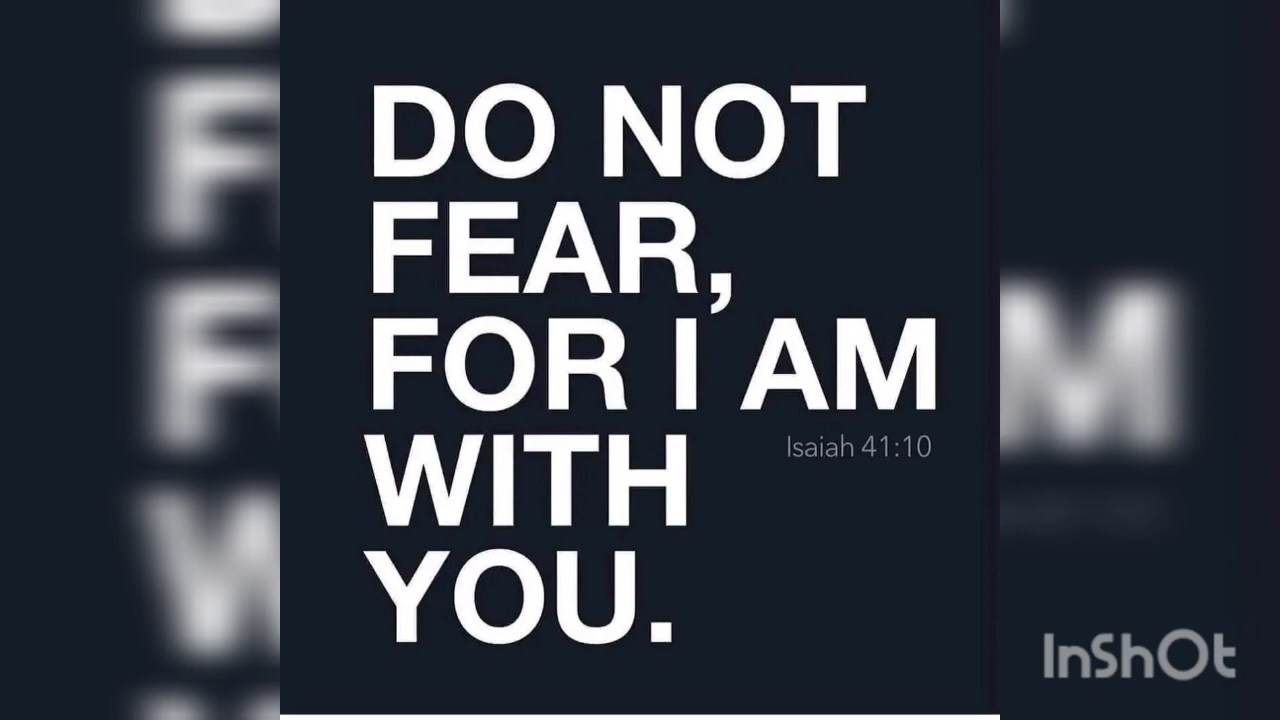 DO NOT
FEAR,
FOR I AM
Isaiah 41:10
WITH
YOU.
InShOt